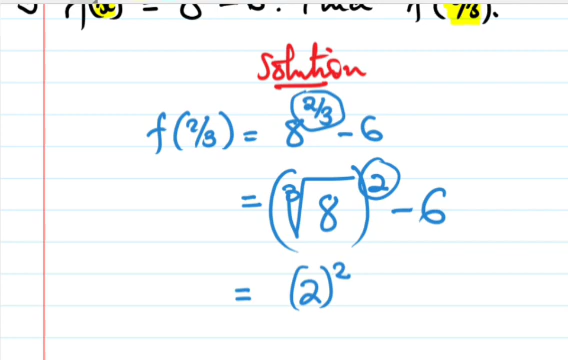 Solution
f(2/3) = 8^(2/3) - 6
= (∛8)^2 - 6
= (2)^2